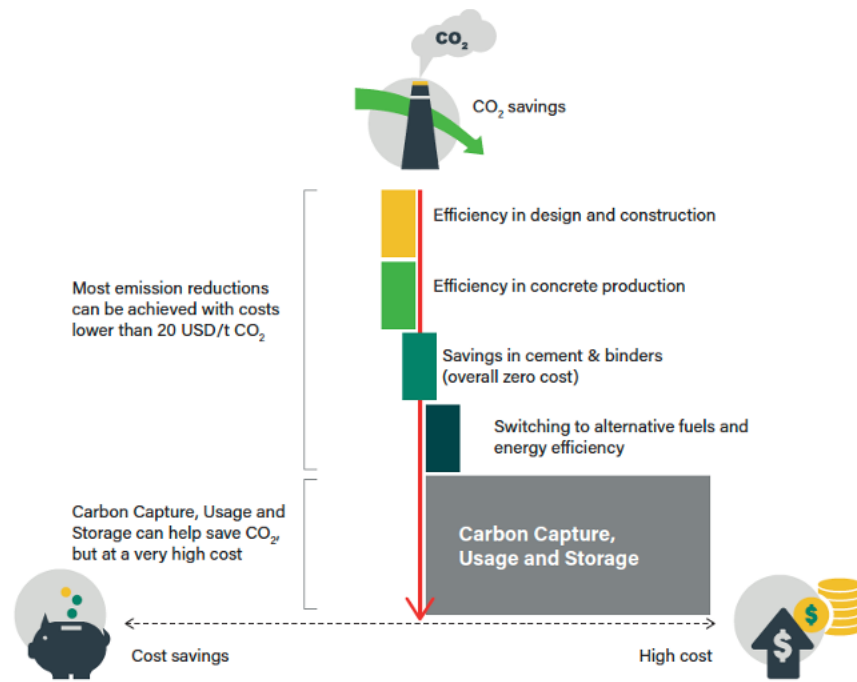 CO₂
CO₂ savings
Efficiency in design and construction
Efficiency in concrete production
Most emission reductions
can be achieved with costs
lower than 20 USD/t CO₂
Savings in cement & binders
(overall zero cost)
Switching to alternative fuels and
energy efficiency
Carbon Capture, Usage and
Storage can help save CO₂,
but at a very high cost
Carbon Capture,
Usage and Storage
$
$
Cost savings
High cost